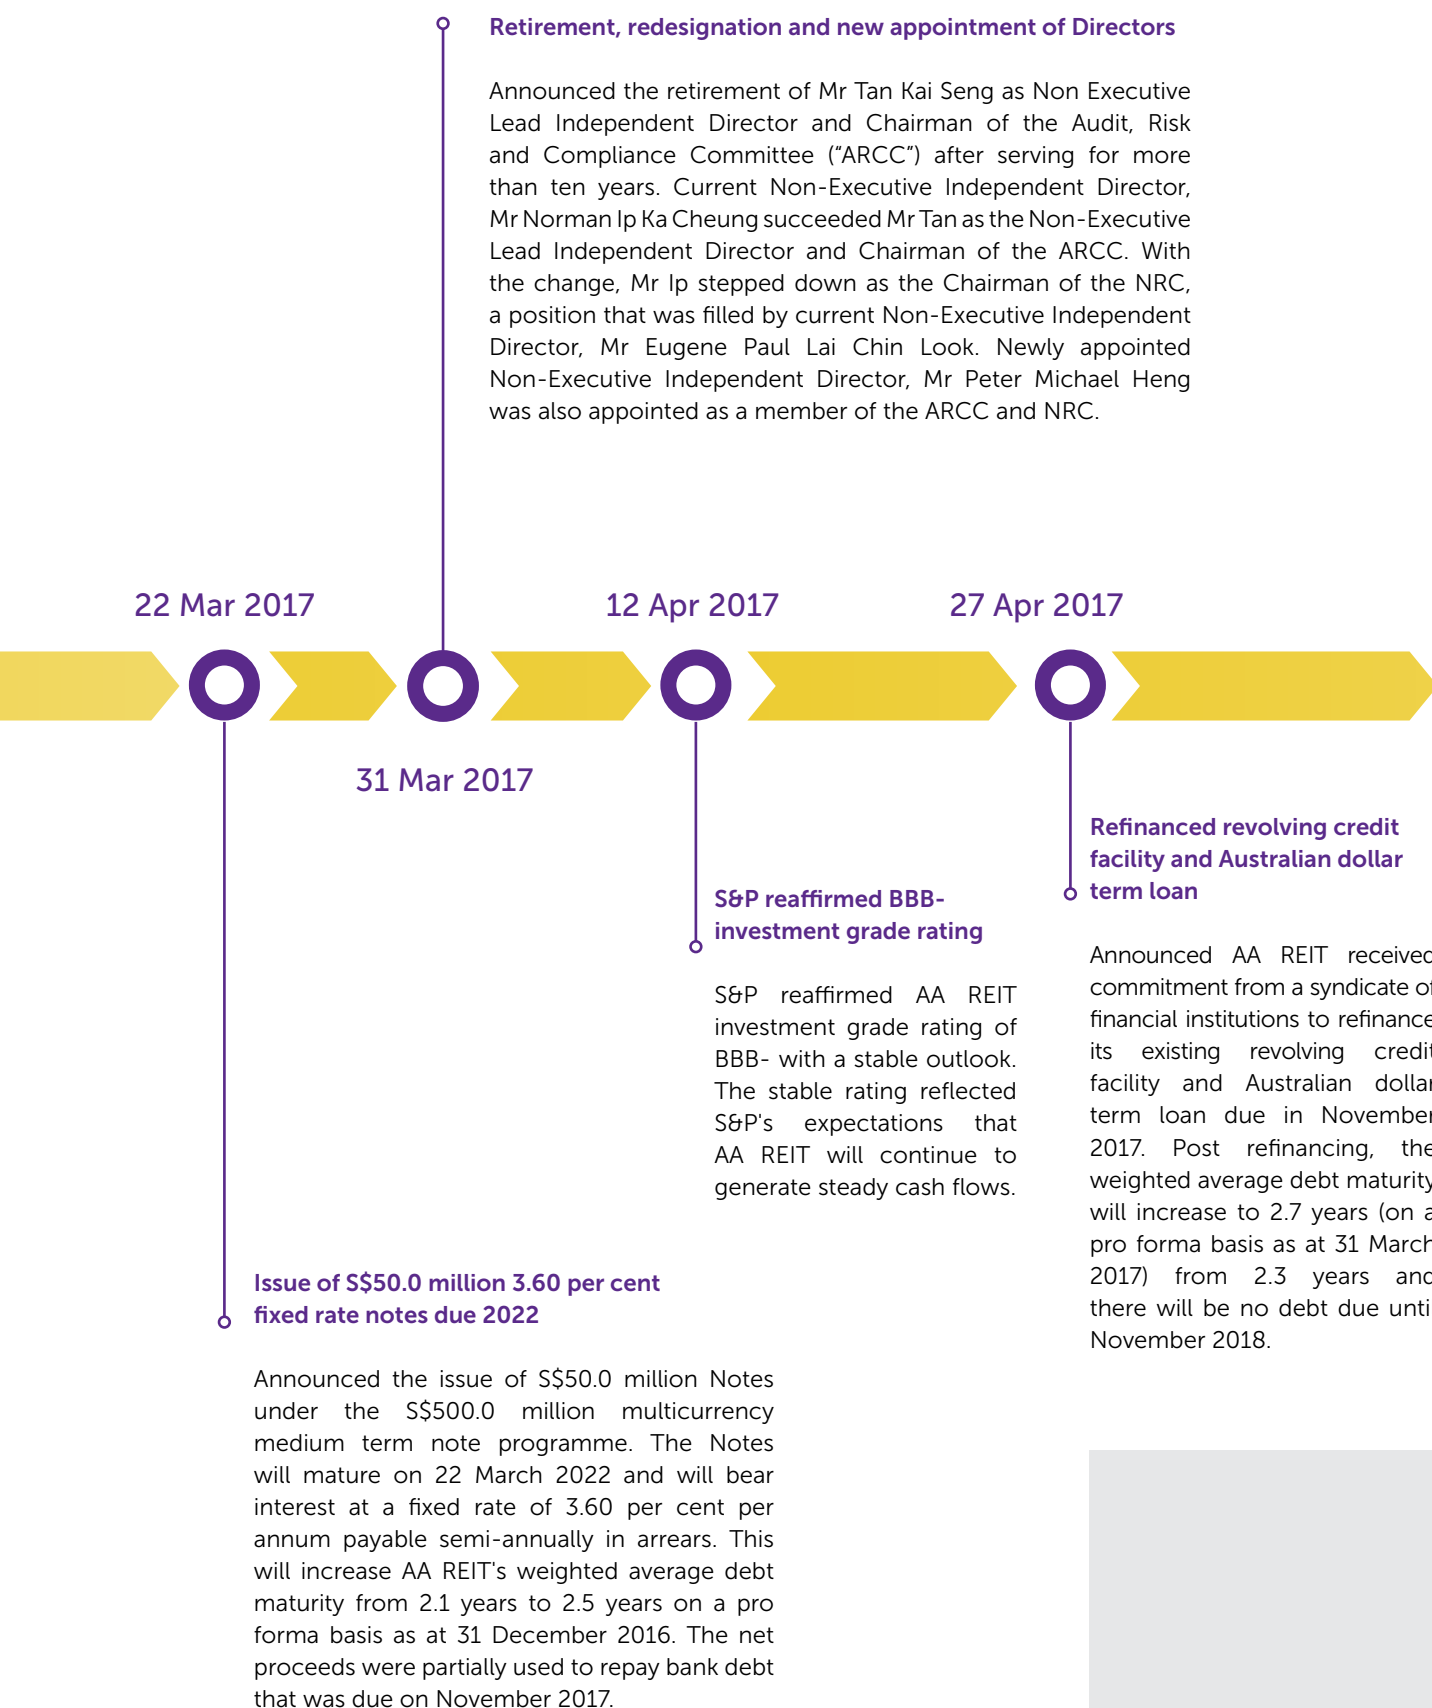 Retirement, redesignation and new appointment of Directors
Announced the retirement of Mr Tan Kai Seng as Non Executive
Lead Independent Director and Chairman of the Audit, Risk
and Compliance Committee (“ARCC”) after serving for more
than ten years. Current Non-Executive Independent Director,
Mr Norman Ip Ka Cheung succeeded Mr Tan as the Non-Executive
Lead Independent Director and Chairman of the ARCC. With
the change, Mr Ip stepped down as the Chairman of the NRC,
a position that was filled by current Non-Executive Independent
Director, Mr Eugene Paul Lai Chin Look. Newly appointed
Non-Executive Independent Director, Mr Peter Michael Heng
was also appointed as a member of the ARCC and NRC.
22 Mar 2017
12 Apr 2017
27 Apr 2017
31 Mar 2017
Refinanced revolving credit
facility and Australian dollar
term loan
Announced AA REIT received
commitment from a syndicate of
financial institutions to refinance
its existing revolving credit
facility and Australian dollar
term loan due in November
2017. Post refinancing, the
weighted average debt maturity
will increase to 2.7 years (on a
pro forma basis as at 31 March
2017) from 2.3 years and
there will be no debt due until
November 2018.
S&P reaffirmed BBB-
investment grade rating
S&P reaffirmed AA REIT
investment grade rating of
BBB- with a stable outlook.
The stable rating reflected
S&P's expectations that
AA REIT will continue to
generate steady cash flows.
Issue of S$50.0 million 3.60 per cent
fixed rate notes due 2022
Announced the issue of S$50.0 million Notes
under the S$500.0 million multicurrency
medium term note programme. The Notes
will mature on 22 March 2022 and will bear
interest at a fixed rate of 3.60 per cent per
annum payable semi-annually in arrears. This
will increase AA REIT's weighted average debt
maturity from 2.1 years to 2.5 years on a pro
forma basis as at 31 December 2016. The net
proceeds were partially used to repay bank debt
that was due on November 2017.